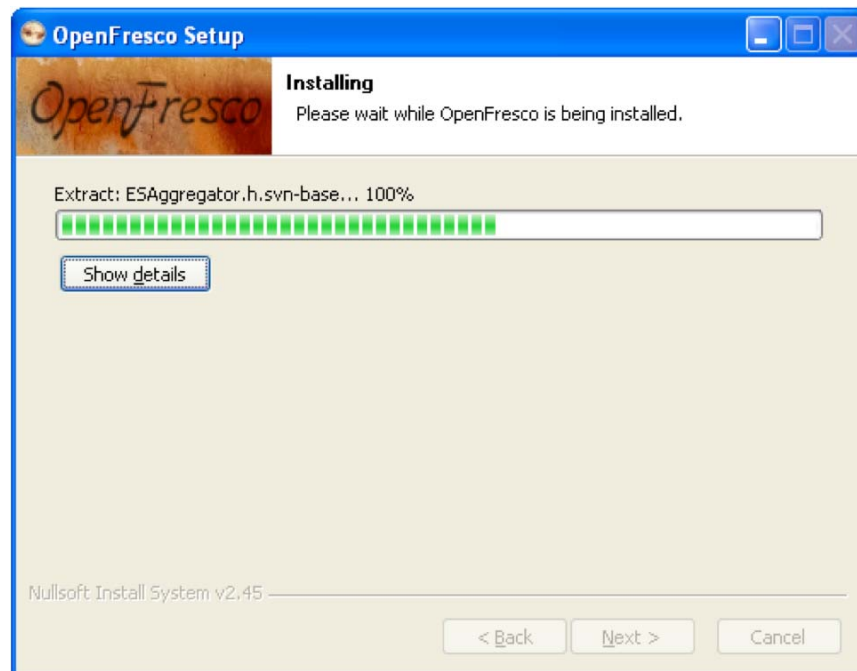 OpenFresco Setup
OpenFresco
Installing
Please wait while OpenFresco is being installed.
Extract: ESAggregator.h.svn-base... 100%
Show details
Nullsoft Install System v2.45
< Back
Next >
Cancel